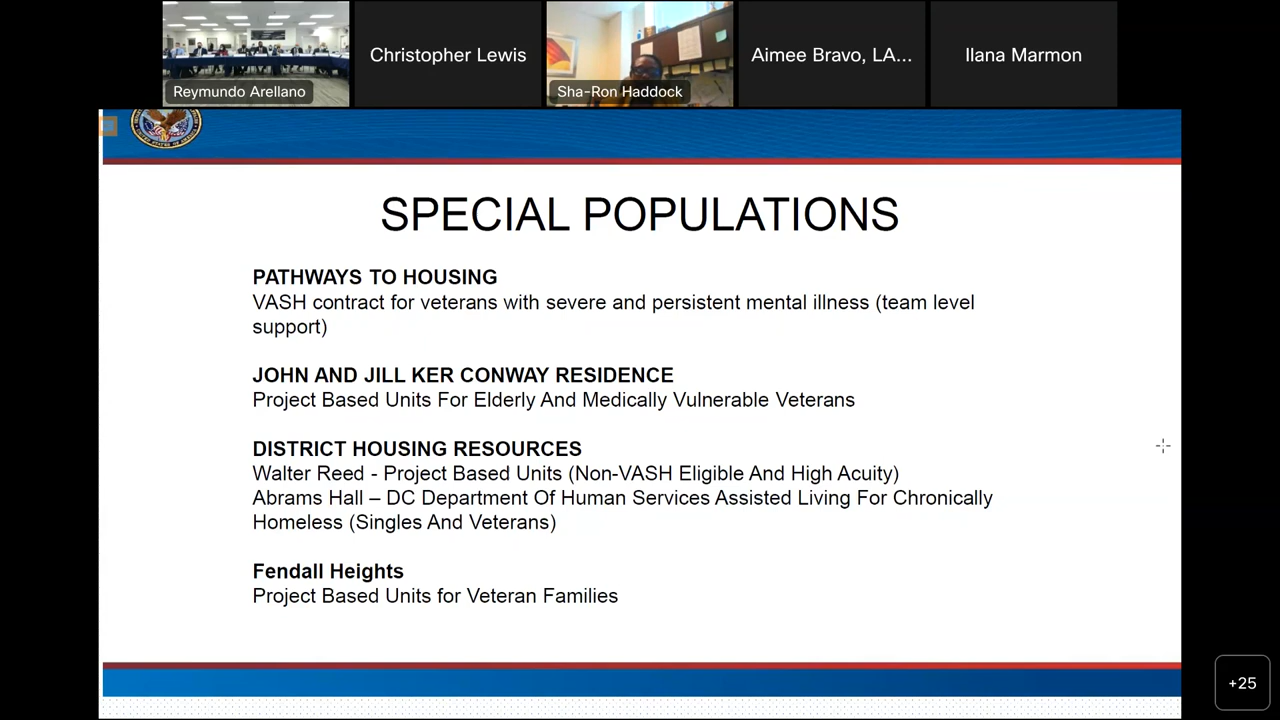 Christopher Lewis
Aimee Bravo, LA...
Ilana Marmon
Reymundo Arellano
Sha-Ron Haddock
SPECIAL POPULATIONS
PATHWAYS TO HOUSING
VASH contract for veterans with severe and persistent mental illness (team level
support)
JOHN AND JILL KER CONWAY RESIDENCE
Project Based Units For Elderly And Medically Vulnerable Veterans
DISTRICT HOUSING RESOURCES
Walter Reed - Project Based Units (Non-VASH Eligible And High Acuity)
Abrams Hall – DC Department Of Human Services Assisted Living For Chronically
Homeless (Singles And Veterans)
Fendall Heights
Project Based Units for Veteran Families
+25